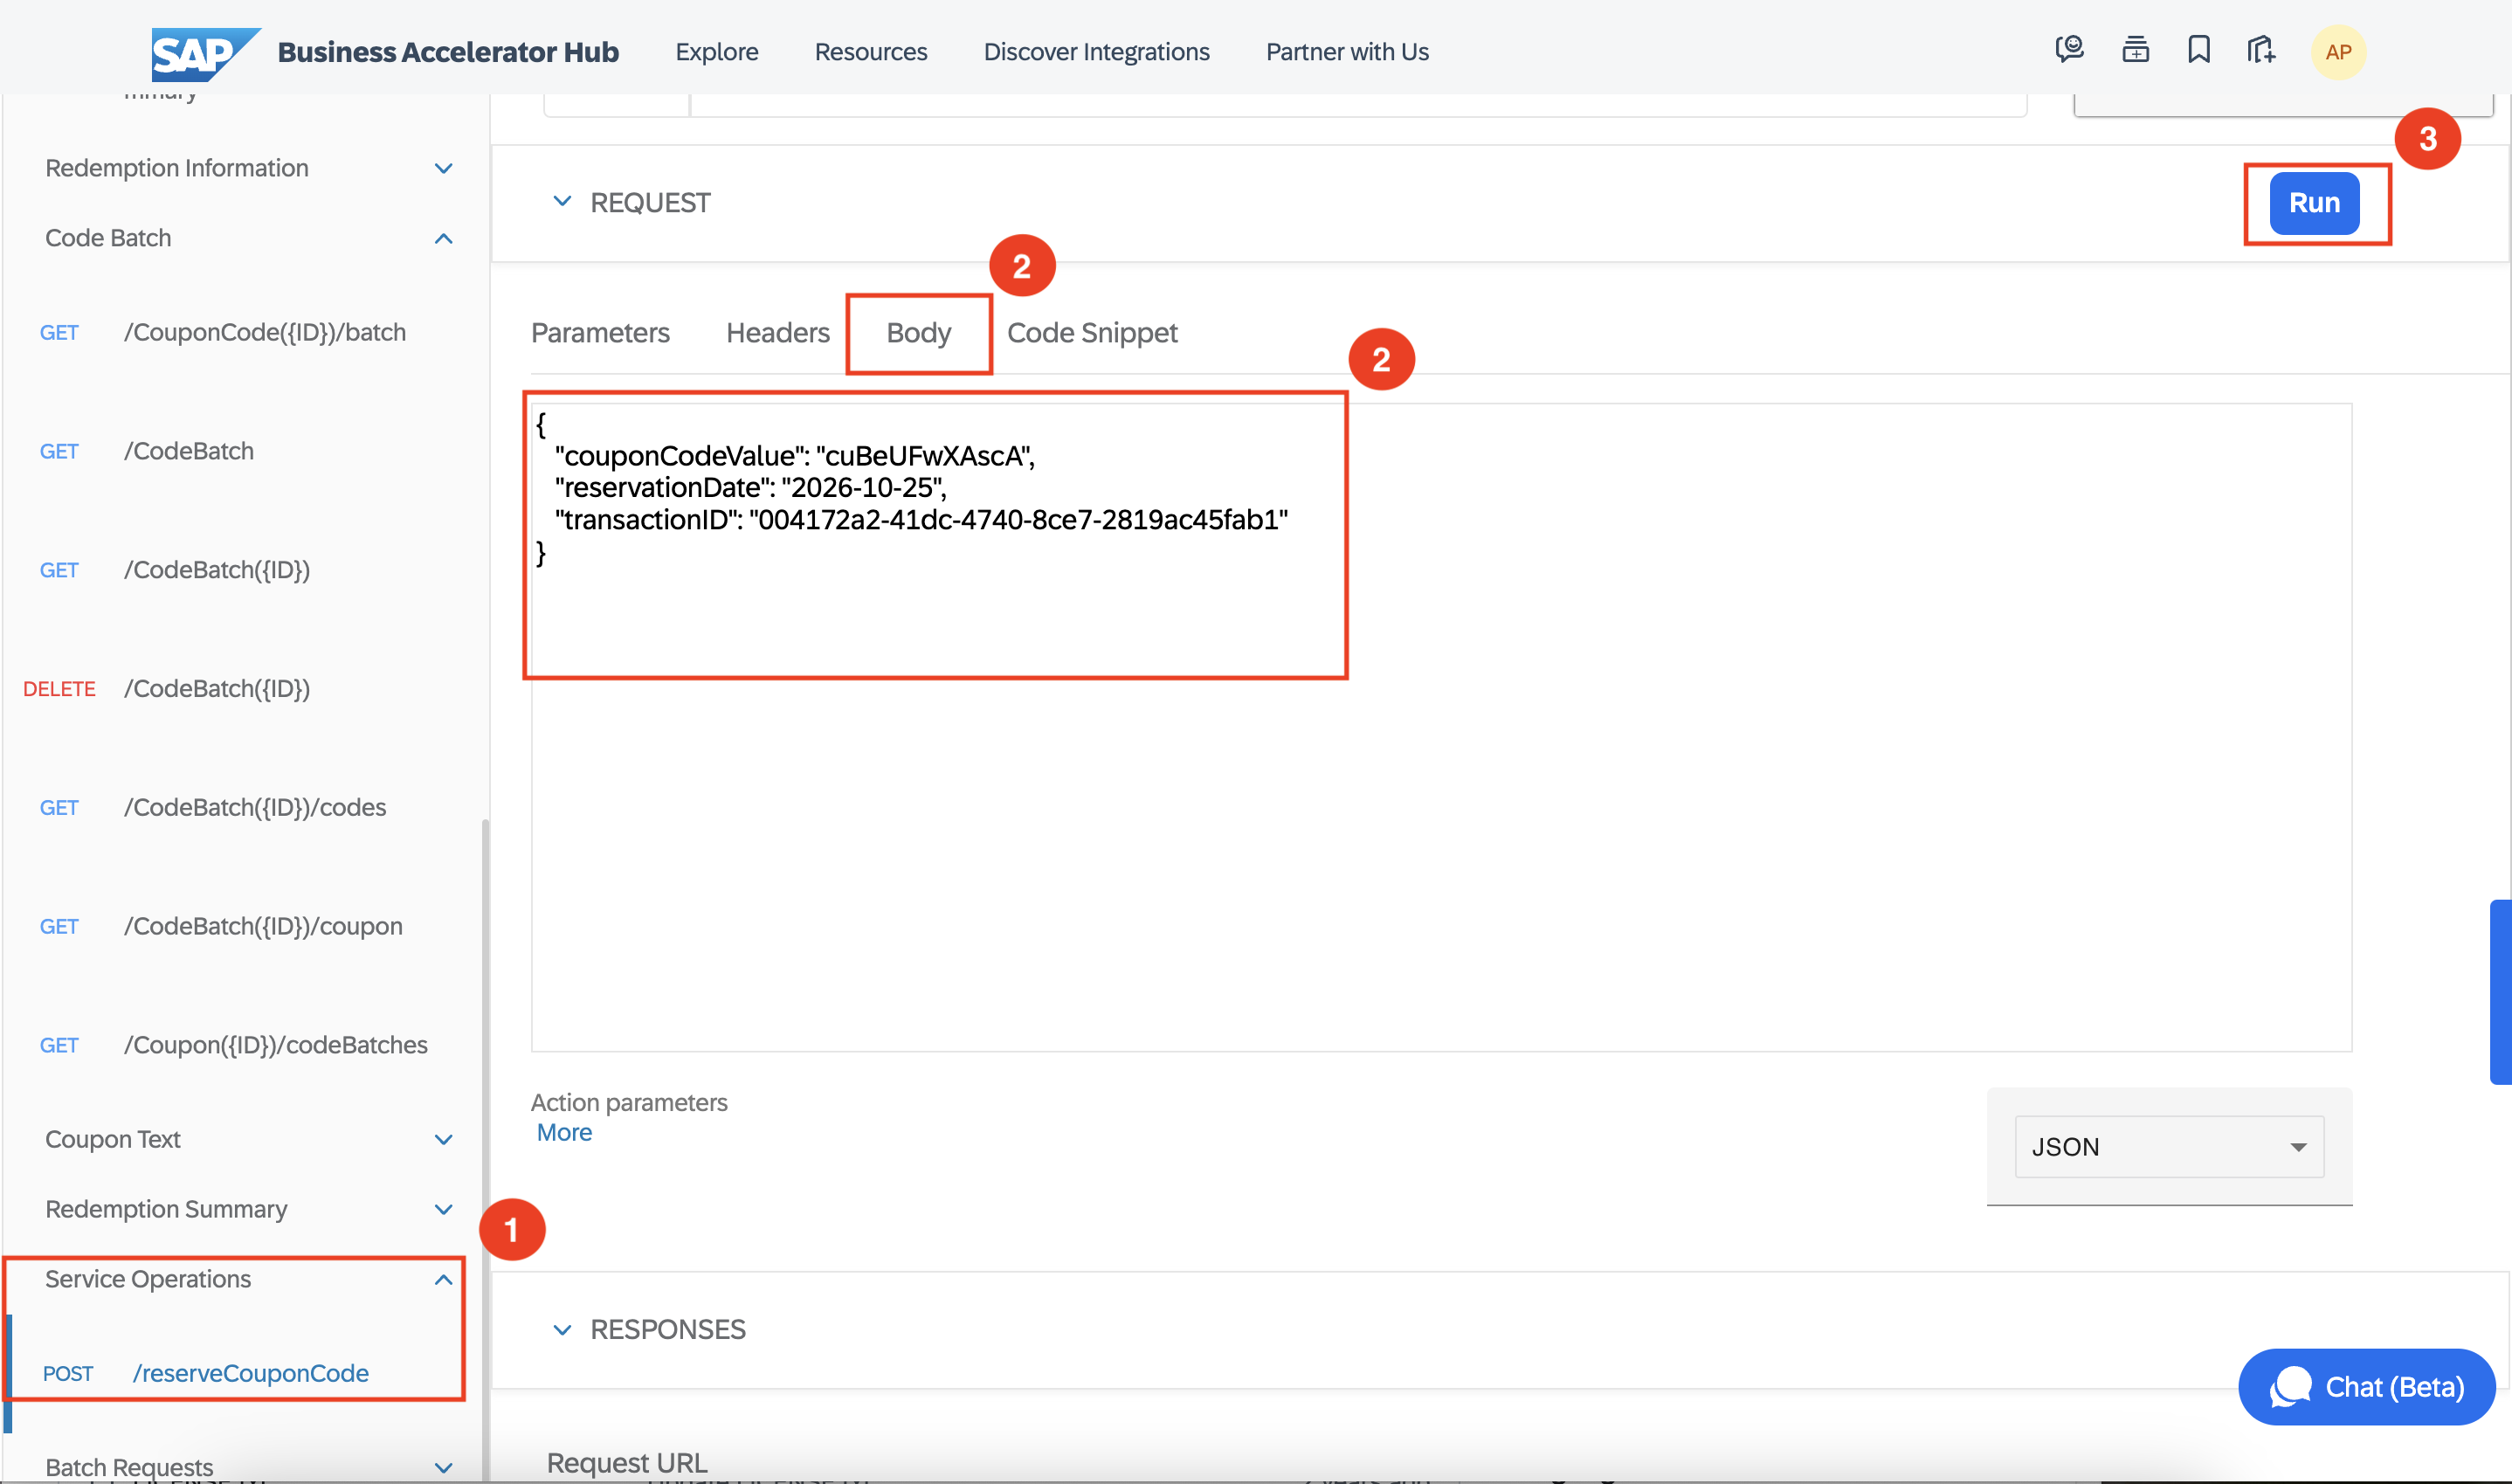 SAP Business Accelerator Hub Explore Resources Discover Integrations Partner with Us AP
Redemption Information
Code Batch
GET /CouponCode({ID})/batch
GET /CodeBatch
GET /CodeBatch({ID})
DELETE /CodeBatch({ID})
GET /CodeBatch({ID})/codes
GET /CodeBatch({ID})/coupon
GET /Coupon({ID})/codeBatches
Coupon Text
Redemption Summary
1
Service Operations
POST /reserveCouponCode
Batch Requests
3
REQUEST Run
2
Parameters Headers Body Code Snippet
2
{
"couponCodeValue": "cuBeUFwXAscA",
"reservationDate": "2026-10-25",
"transactionID": "004172a2-41dc-4740-8ce7-2819ac45fab1"
}
Action parameters
More
JSON
RESPONSES
Chat (Beta)
Request URL